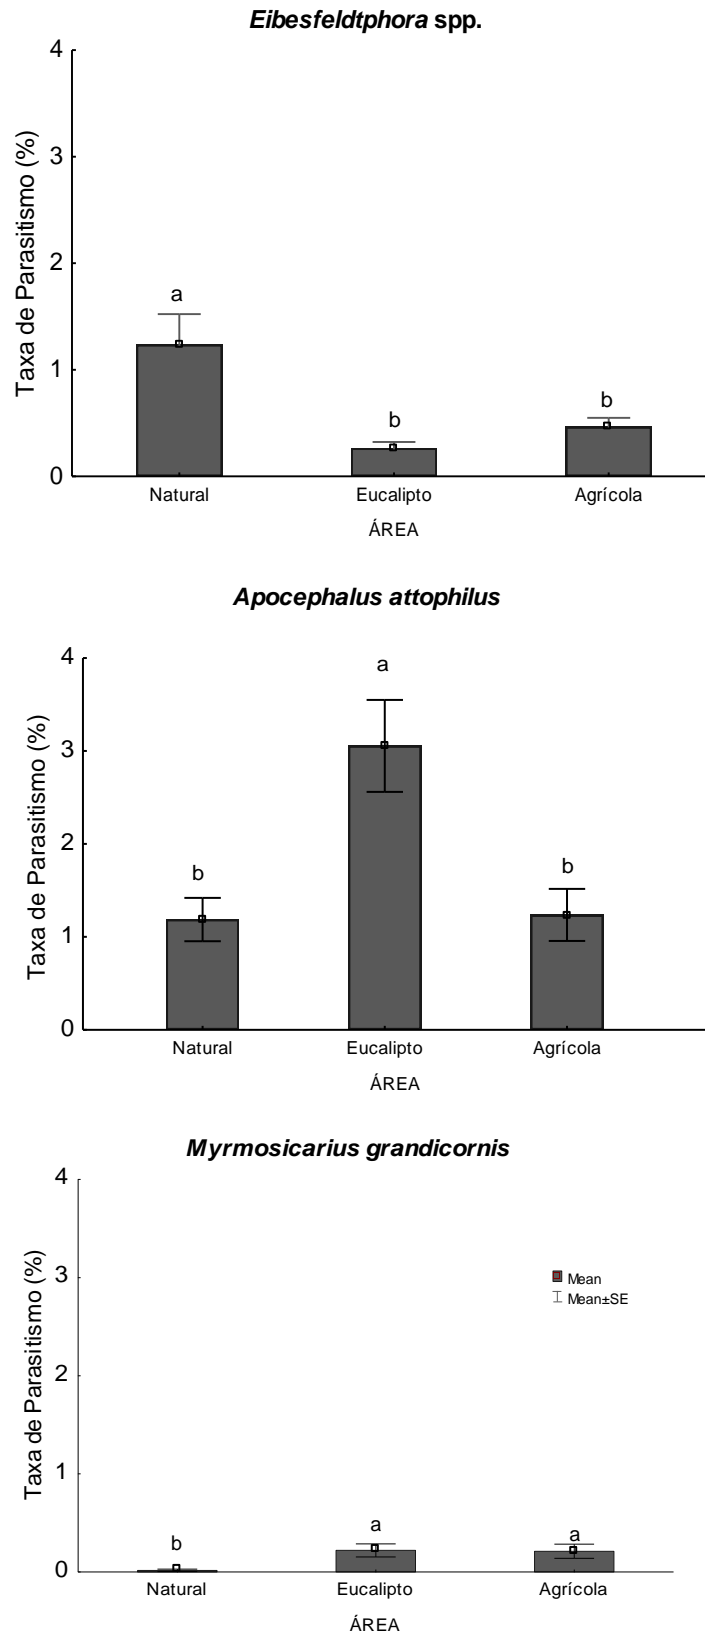 Eibesfeldtphora spp.
4
3
2
1
0
Taxa de Parasitismo (%)
a
b
b
Natural
Eucalipto
Agrícola
ÁREA
Apocephalus attophilus
4
3
2
1
0
Taxa de Parasitismo (%)
b
a
b
Natural
Eucalipto
Agrícola
ÁREA
Myrmosicarius grandicornis
4
3
2
1
0
Taxa de Parasitismo (%)
Mean
Mean±SE
b
a
a
Natural
Eucalipto
Agrícola
ÁREA